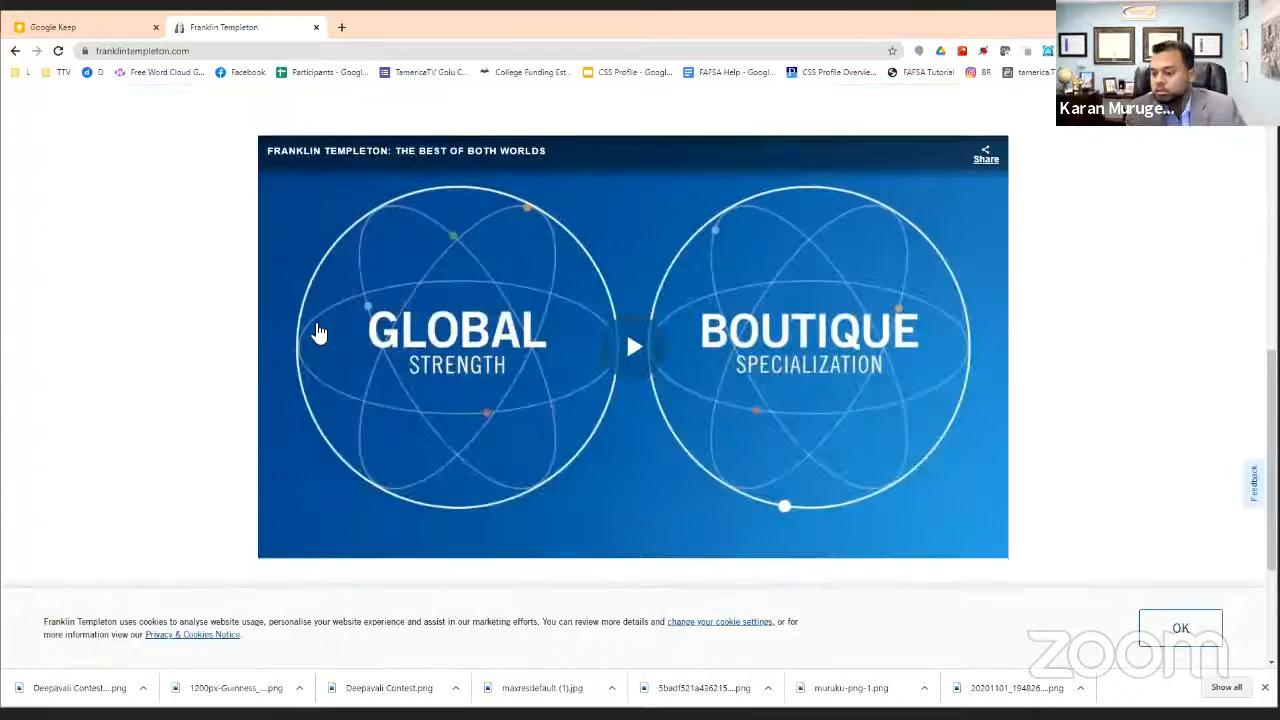 Google Keep
Franklin Templeton
franklintempleton.com
L
TTV
D
Free Word Cloud G...
Facebook
Participants - Googl...
Tamerica / Golu C...
College Funding Est...
CSS Profile - Googl...
FAFSA Help - Googl...
CSS Profile Overvie...
FAFSA Tutorial
BR
tamerica.T
Karan Muruge...
FRANKLIN TEMPLETON: THE BEST OF BOTH WORLDS
Share
GLOBAL
STRENGTH
BOUTIQUE
SPECIALIZATION
Feedback
Franklin Templeton uses cookies to analyse website usage, personalise your website experience and assist in our marketing efforts. You can review more details and change your cookie settings, or for
more information view our Privacy & Cookies Notice.
OK
zoom
Deepavali Contest....png
1200px-Guinness_....png
Deepavali Contest.png
maxresdefault (1).jpg
5badf521a436215....png
muruku-png-1.png
20201101_194826....png
Show all